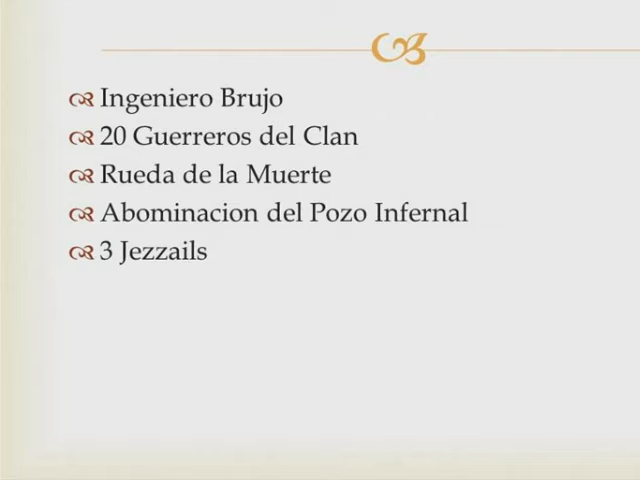 Ingeniero Brujo
20 Guerreros del Clan
Rueda de la Muerte
Abominacion del Pozo Infernal
3 Jezzails